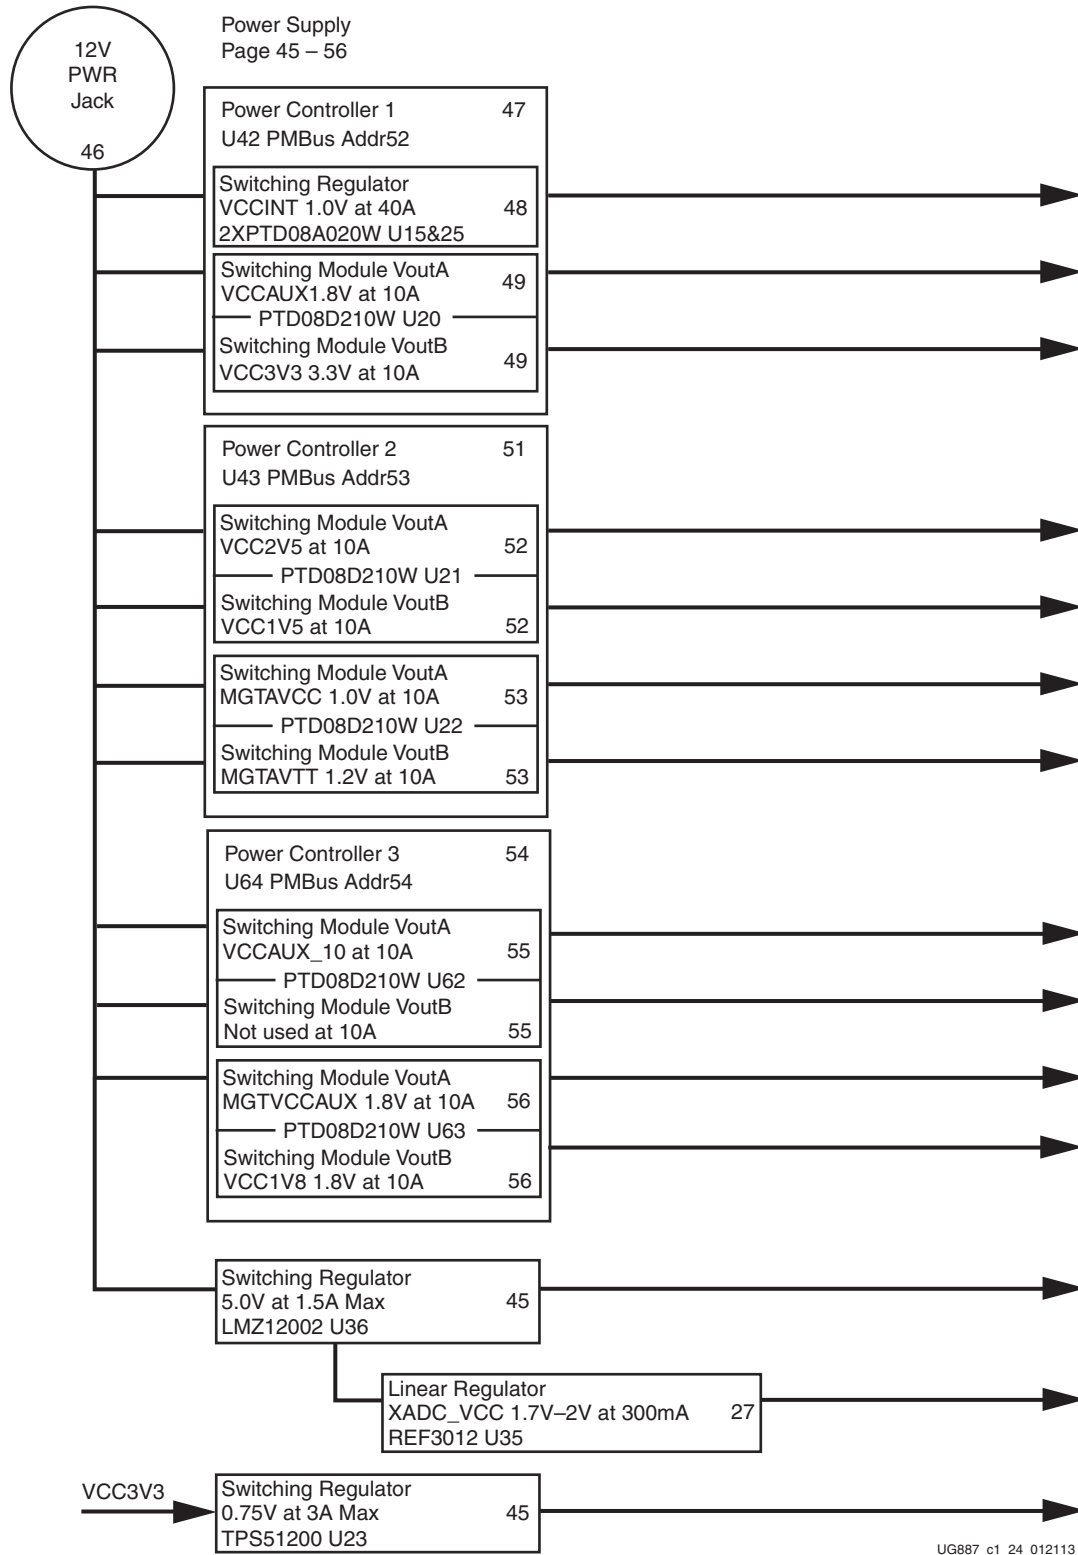 12V
PWR
Jack
46
Power Supply
Page 45 – 56
Power Controller 1 47
U42 PMBus Addr52
Switching Regulator
VCCINT 1.0V at 40A 48
2XPTD08A020W U15&25
Switching Module VoutA
VCCAUX1.8V at 10A 49
PTD08D210W U20
Switching Module VoutB
VCC3V3 3.3V at 10A 49
Power Controller 2 51
U43 PMBus Addr53
Switching Module VoutA
VCC2V5 at 10A 52
PTD08D210W U21
Switching Module VoutB
VCC1V5 at 10A 52
Switching Module VoutA
MGTAVCC 1.0V at 10A 53
PTD08D210W U22
Switching Module VoutB
MGTAVTT 1.2V at 10A 53
Power Controller 3 54
U64 PMBus Addr54
Switching Module VoutA
VCCAUX_10 at 10A 55
PTD08D210W U62
Switching Module VoutB
Not used at 10A 55
Switching Module VoutA
MGTVCCAUX 1.8V at 10A 56
PTD08D210W U63
Switching Module VoutB
VCC1V8 1.8V at 10A 56
Switching Regulator
5.0V at 1.5A Max 45
LMZ12002 U36
Linear Regulator
XADC_VCC 1.7V–2V at 300mA 27
REF3012 U35
VCC3V3
Switching Regulator
0.75V at 3A Max 45
TPS51200 U23
UG887_c1_24_012113